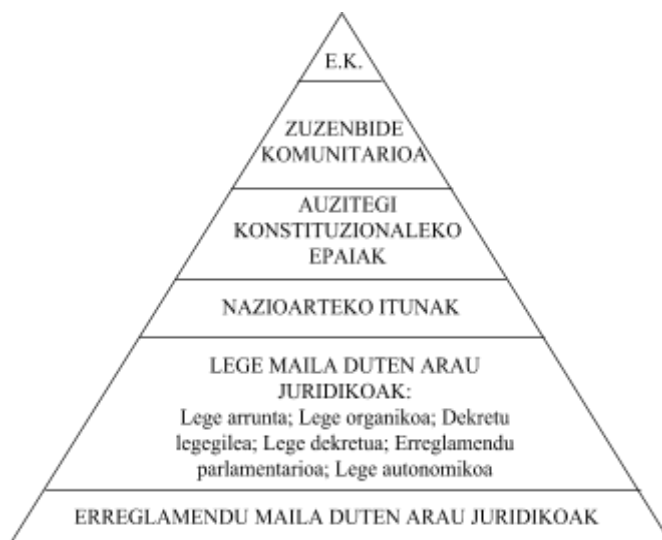 E.K.
ZUZENBIDE
KOMUNITARIOA
AUZITEGI
KONSTITUZIONALEKO
EPAIAK
NAZIOARTEKO ITUNAK
LEGE MAILA DUTEN ARAU
JURIDIKOAK:
Lege arrunta; Lege organikoa; Dekretu
legegilea; Lege dekretua; Erreglamendu
parlamentarioa; Lege autonomikoa
ERREGLAMENDU MAILA DUTEN ARAU JURIDIKOAK